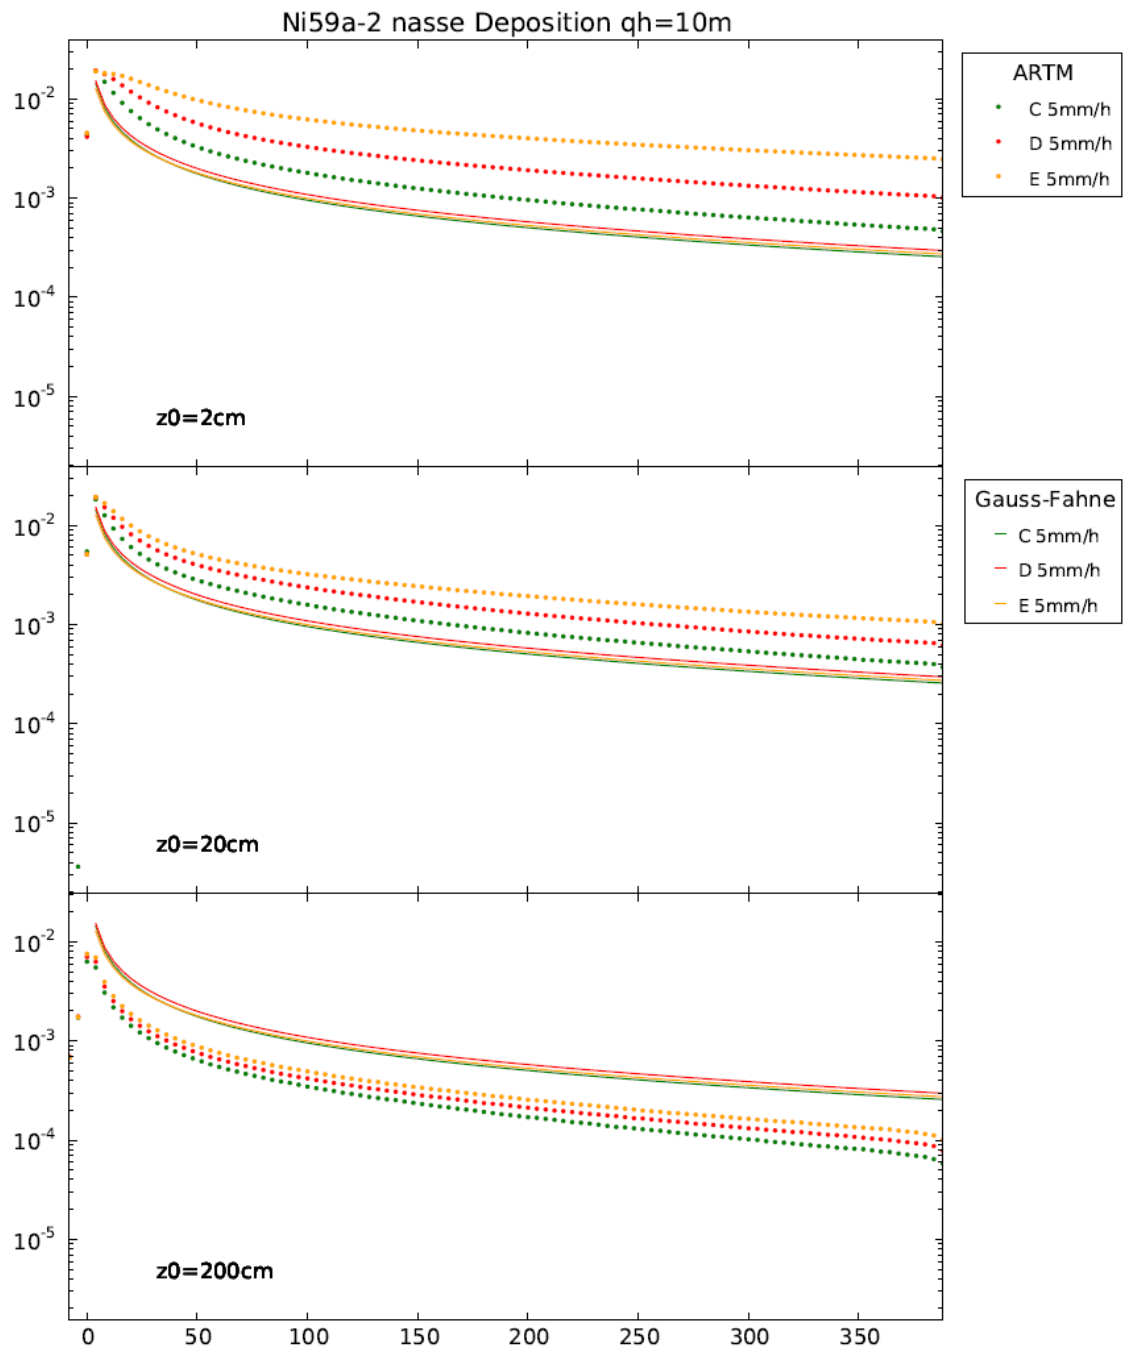 Ni59a-2 nasse Deposition qh=10m
10^-2
10^-3
10^-4
10^-5
z0=2cm
ARTM
C 5mm/h
D 5mm/h
E 5mm/h
10^-2
10^-3
10^-4
10^-5
z0=20cm
Gauss-Fahne
C 5mm/h
D 5mm/h
E 5mm/h
10^-2
10^-3
10^-4
10^-5
z0=200cm
0 50 100 150 200 250 300 350